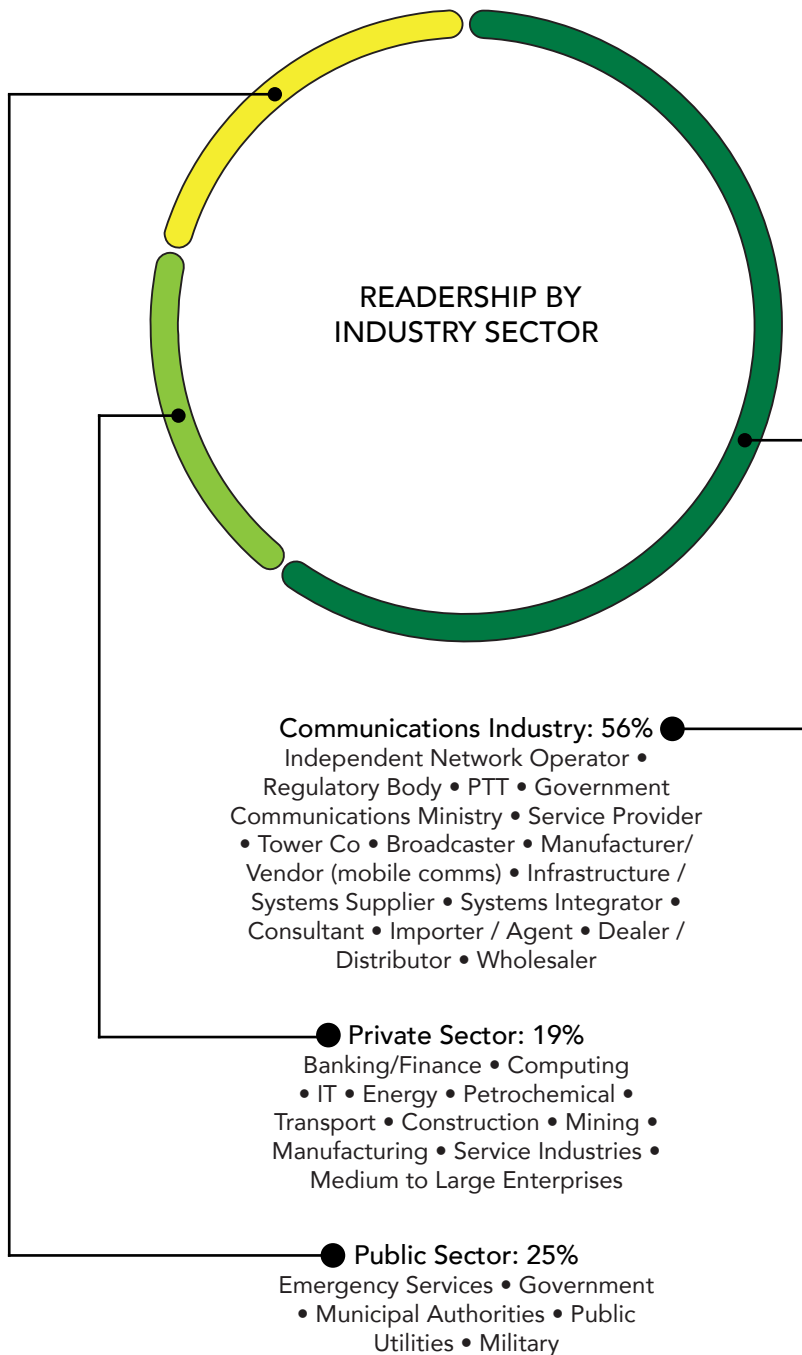 READERSHIP BY
INDUSTRY SECTOR
Communications Industry: 56%
Independent Network Operator •
Regulatory Body • PTT • Government
Communications Ministry • Service Provider
• Tower Co • Broadcaster • Manufacturer/
Vendor (mobile comms) • Infrastructure /
Systems Supplier • Systems Integrator •
Consultant • Importer / Agent • Dealer /
Distributor • Wholesaler
Private Sector: 19%
Banking/Finance • Computing
• IT • Energy • Petrochemical •
Transport • Construction • Mining •
Manufacturing • Service Industries •
Medium to Large Enterprises
Public Sector: 25%
Emergency Services • Government
• Municipal Authorities • Public
Utilities • Military